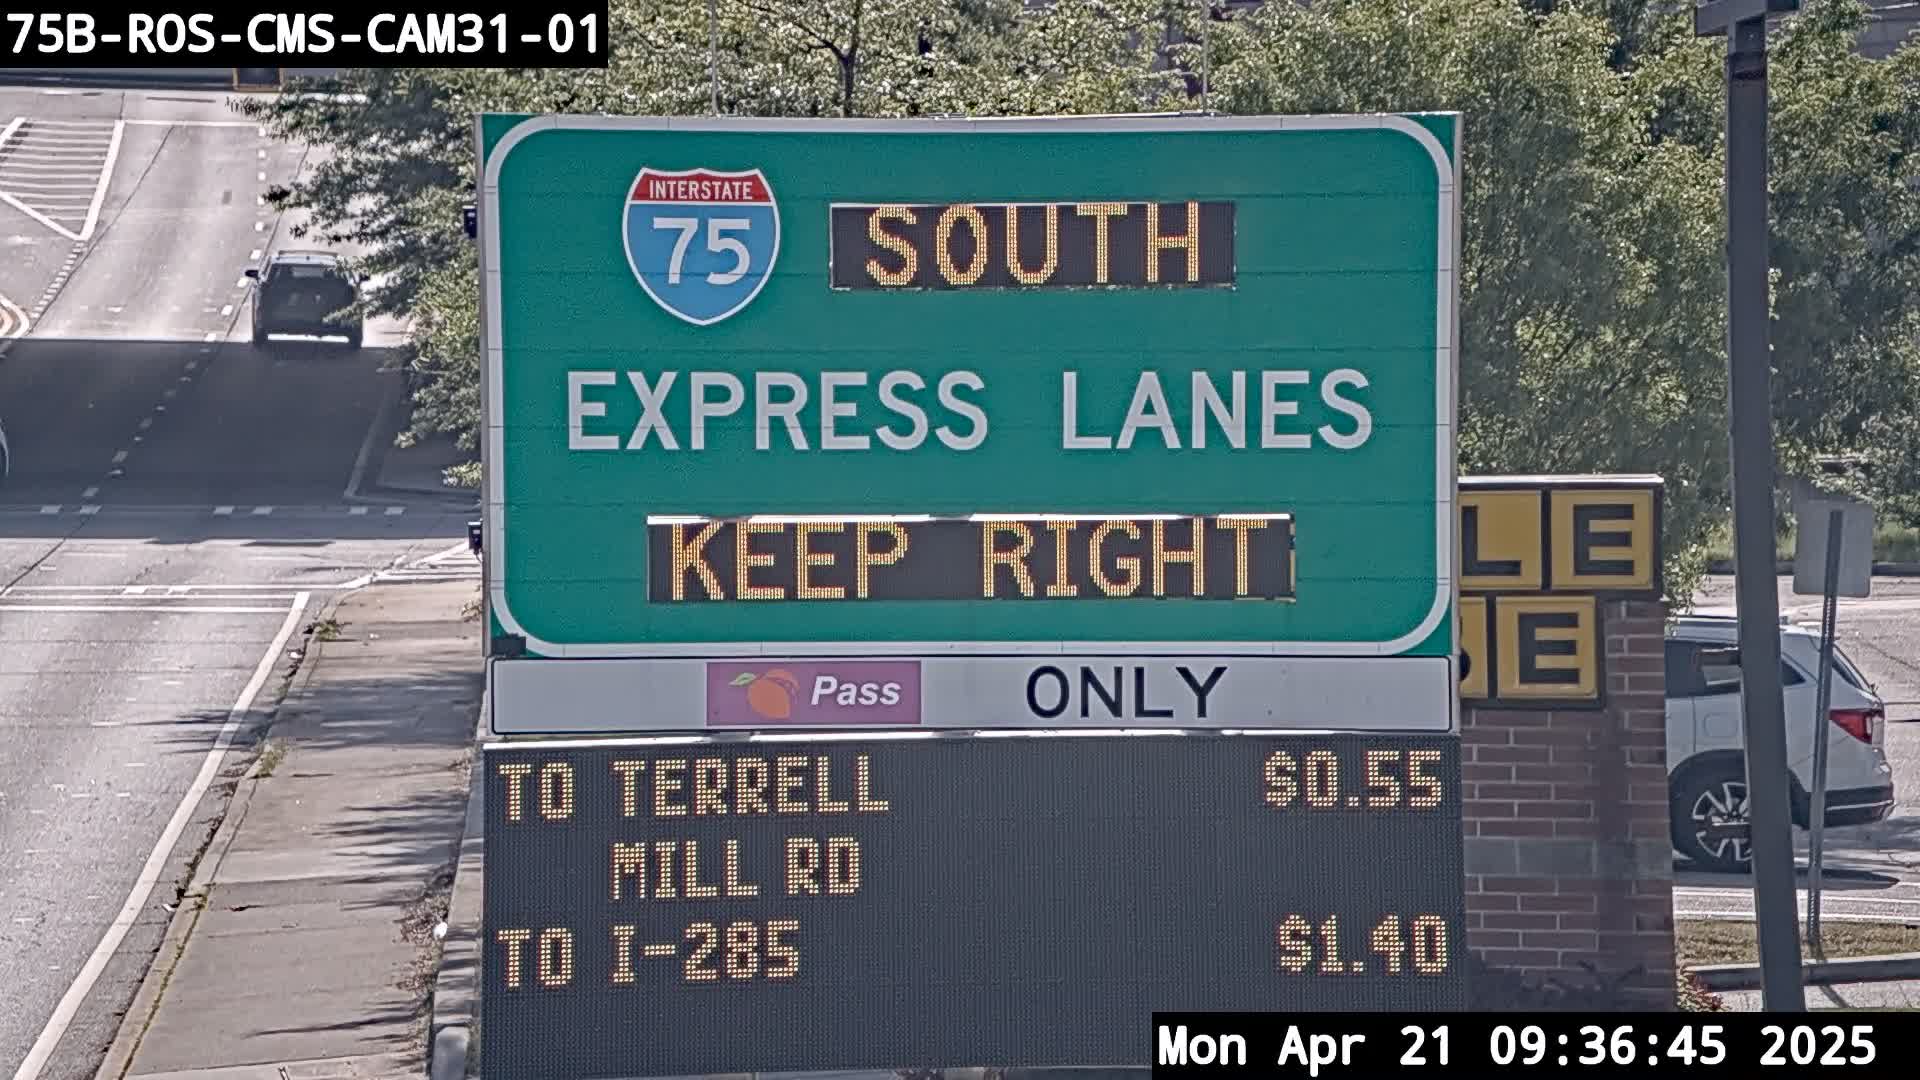 75B-ROS-CMS-CAM31-01
INTERSTATE
75
SOUTH
EXPRESS LANES
KEEP RIGHT
LE
E
Pass ONLY
TO TERRELL $0.55
MILL RD
TO I-285 $1.40
Mon Apr 21 09:36:45 2025